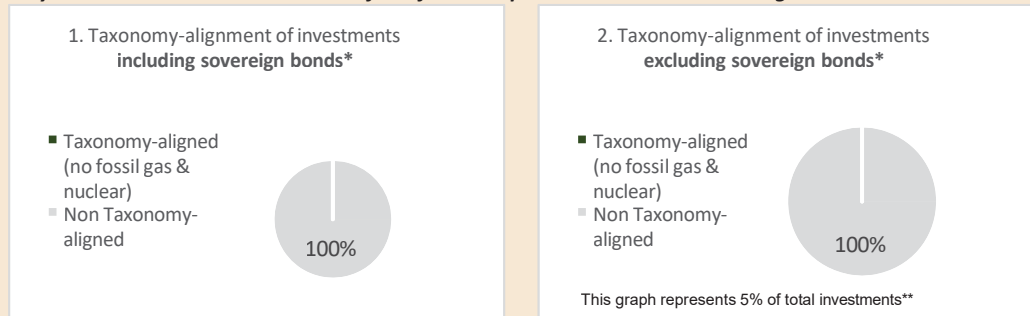 1. Taxonomy-alignment of investments
including sovereign bonds*
Taxonomy-aligned
(no fossil gas &
nuclear)
Non Taxonomy-
aligned
100%
2. Taxonomy-alignment of investments
excluding sovereign bonds*
Taxonomy-aligned
(no fossil gas &
nuclear)
Non Taxonomy-
aligned
100%
This graph represents 5% of total investments**